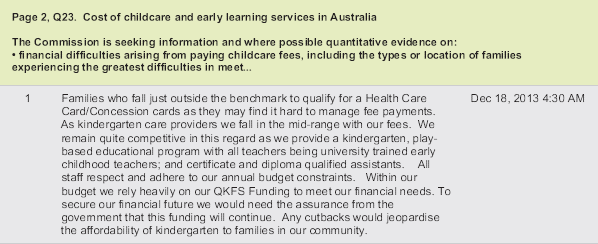 Page 2, Q23. Cost of childcare and early learning services in Australia
The Commission is seeking information and where possible quantitative evidence on:
• financial difficulties arising from paying childcare fees, including the types or location of families
experiencing the greatest difficulties in meet...
1 Families who fall just outside the benchmark to qualify for a Health Care Dec 18, 2013 4:30 AM
Card/Concession cards as they may find it hard to manage fee payments.
As kindergarten care providers we fall in the mid-range with our fees. We
remain quite competitive in this regard as we provide a kindergarten, play-
based educational program with all teachers being university trained early
childhood teachers; and certificate and diploma qualified assistants. All
staff respect and adhere to our annual budget constraints. Within our
budget we rely heavily on our QKFS Funding to meet our financial needs. To
secure our financial future we would need the assurance from the
government that this funding will continue. Any cutbacks would jeopardise
the affordability of kindergarten to families in our community.